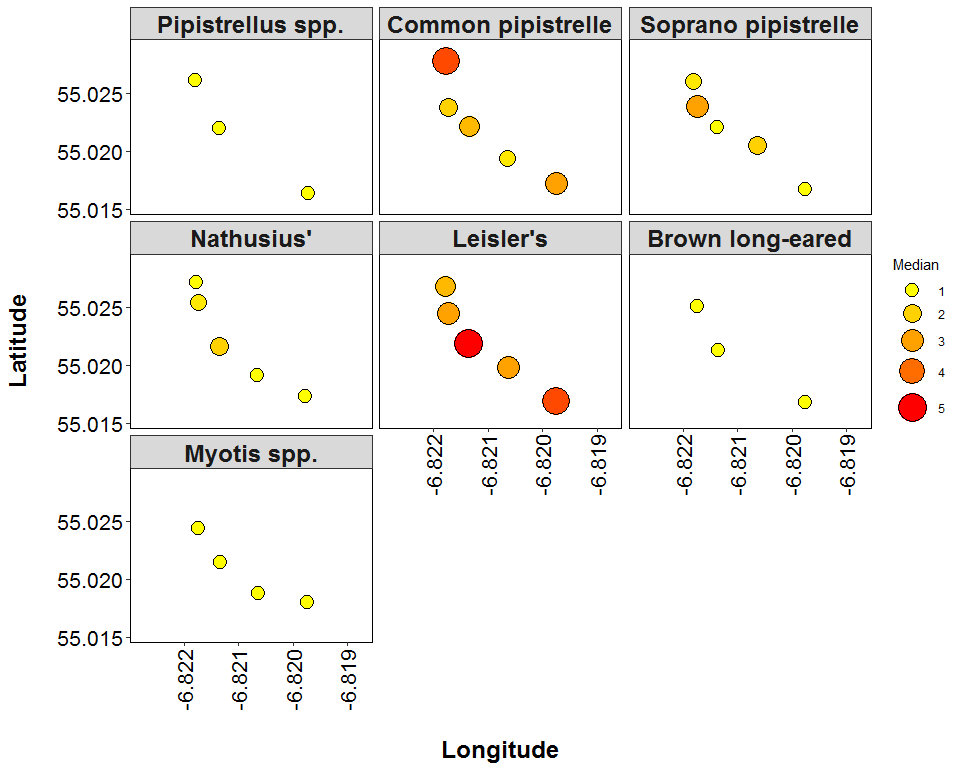 Pipistrellus spp. Common pipistrelle Soprano pipistrelle
55.025
55.020
55.015
Nathusius' Leisler's Brown long-eared
55.025
55.020
55.015
-6.822 -6.821 -6.820 -6.819 -6.822 -6.821 -6.820 -6.819
Myotis spp.
55.025
55.020
55.015
-6.822 -6.821 -6.820 -6.819
Latitude
Longitude
Median
1
2
3
4
5